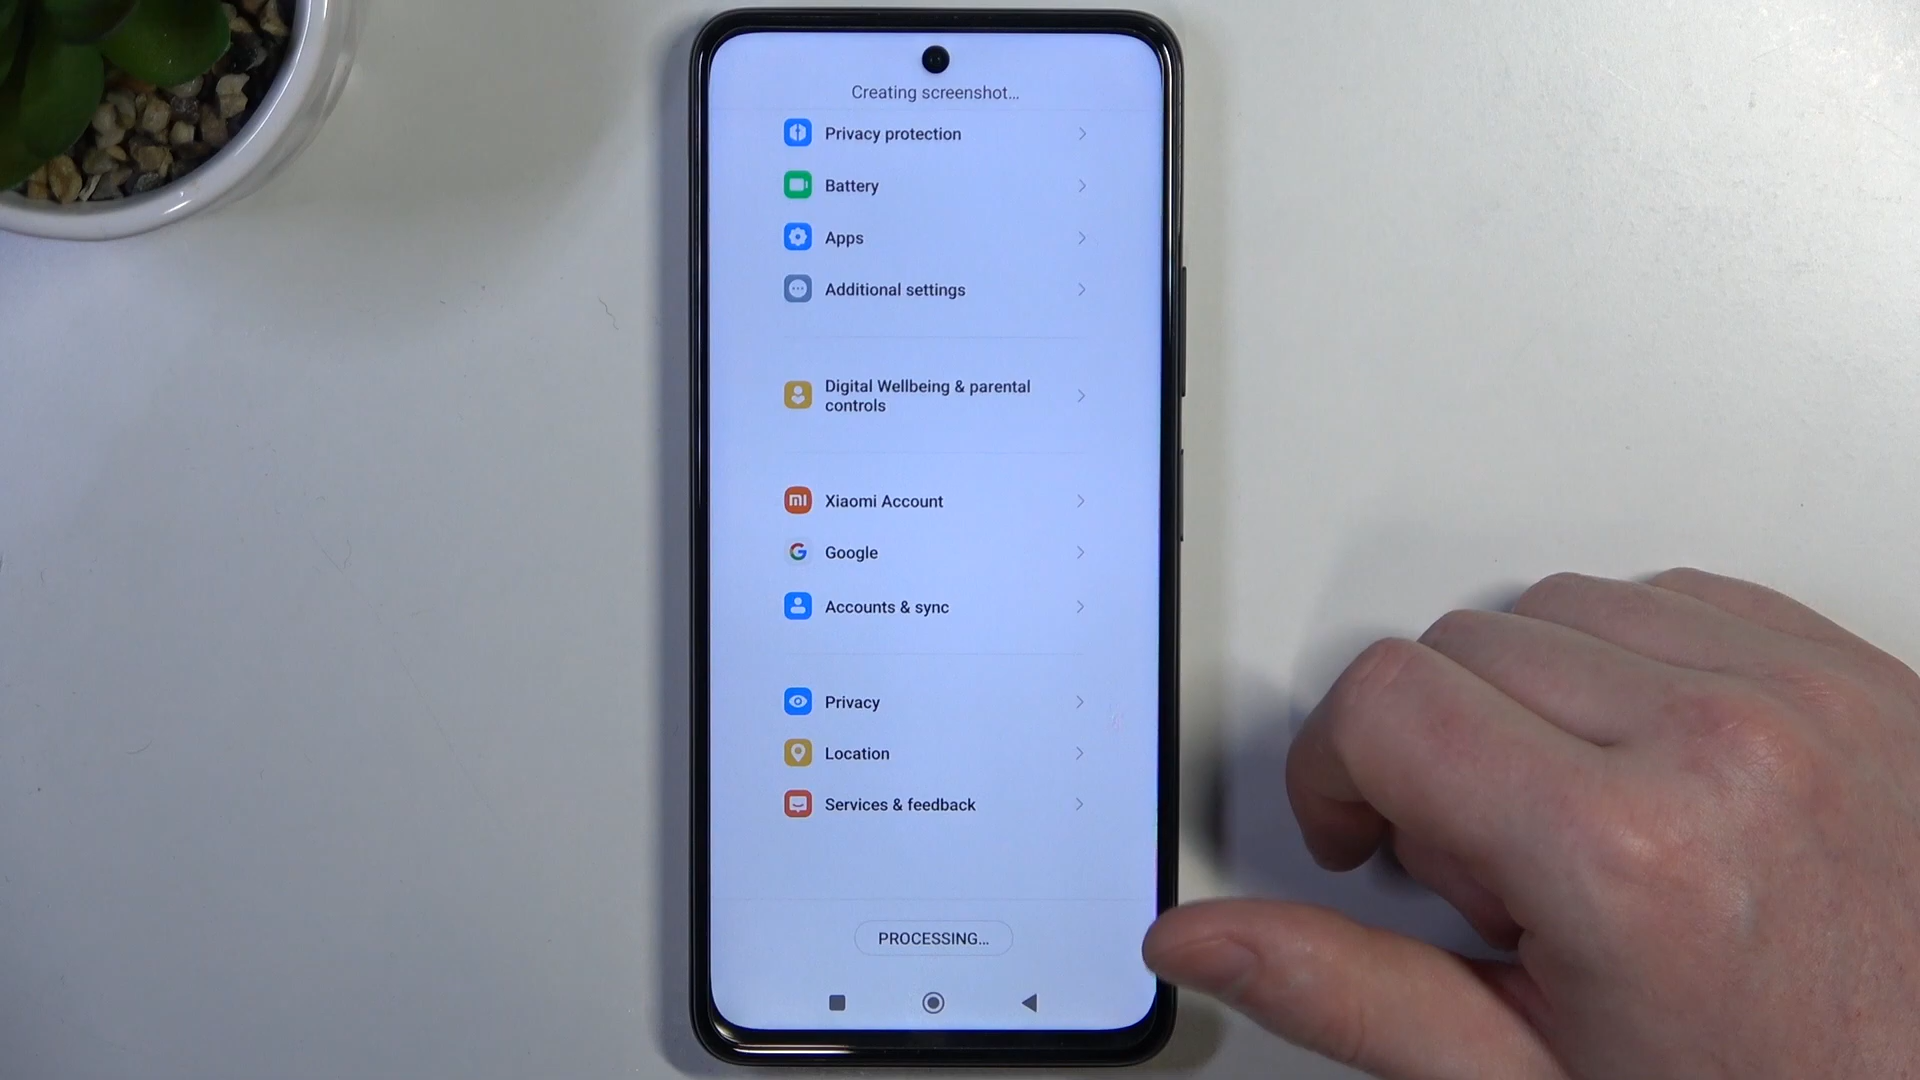 Creating screenshot...
Privacy protection
Battery
Apps
Additional settings
Digital Wellbeing & parental
controls
Xiaomi Account
Google
Accounts & sync
Privacy
Location
Services & feedback
PROCESSING...